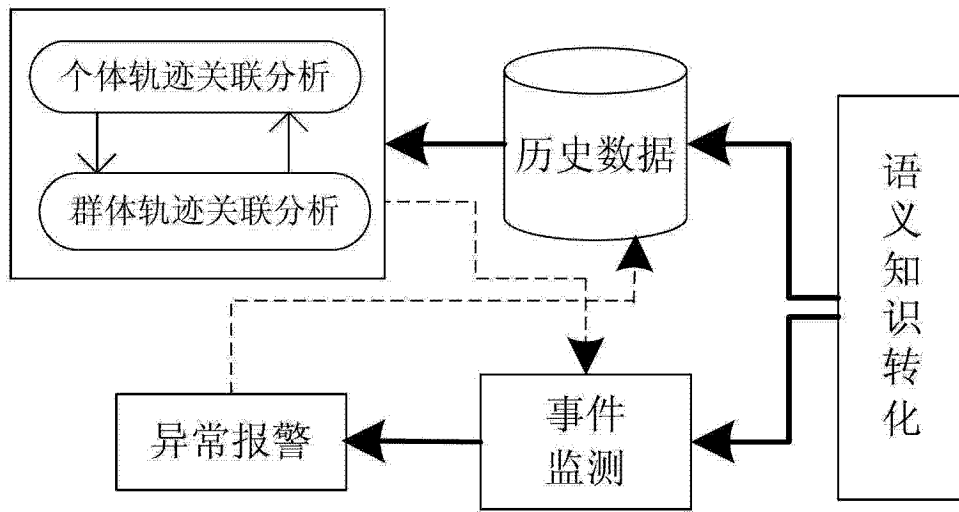 个体轨迹关联分析
群体轨迹关联分析
历史数据
语义知识转化
异常报警
事件
监测